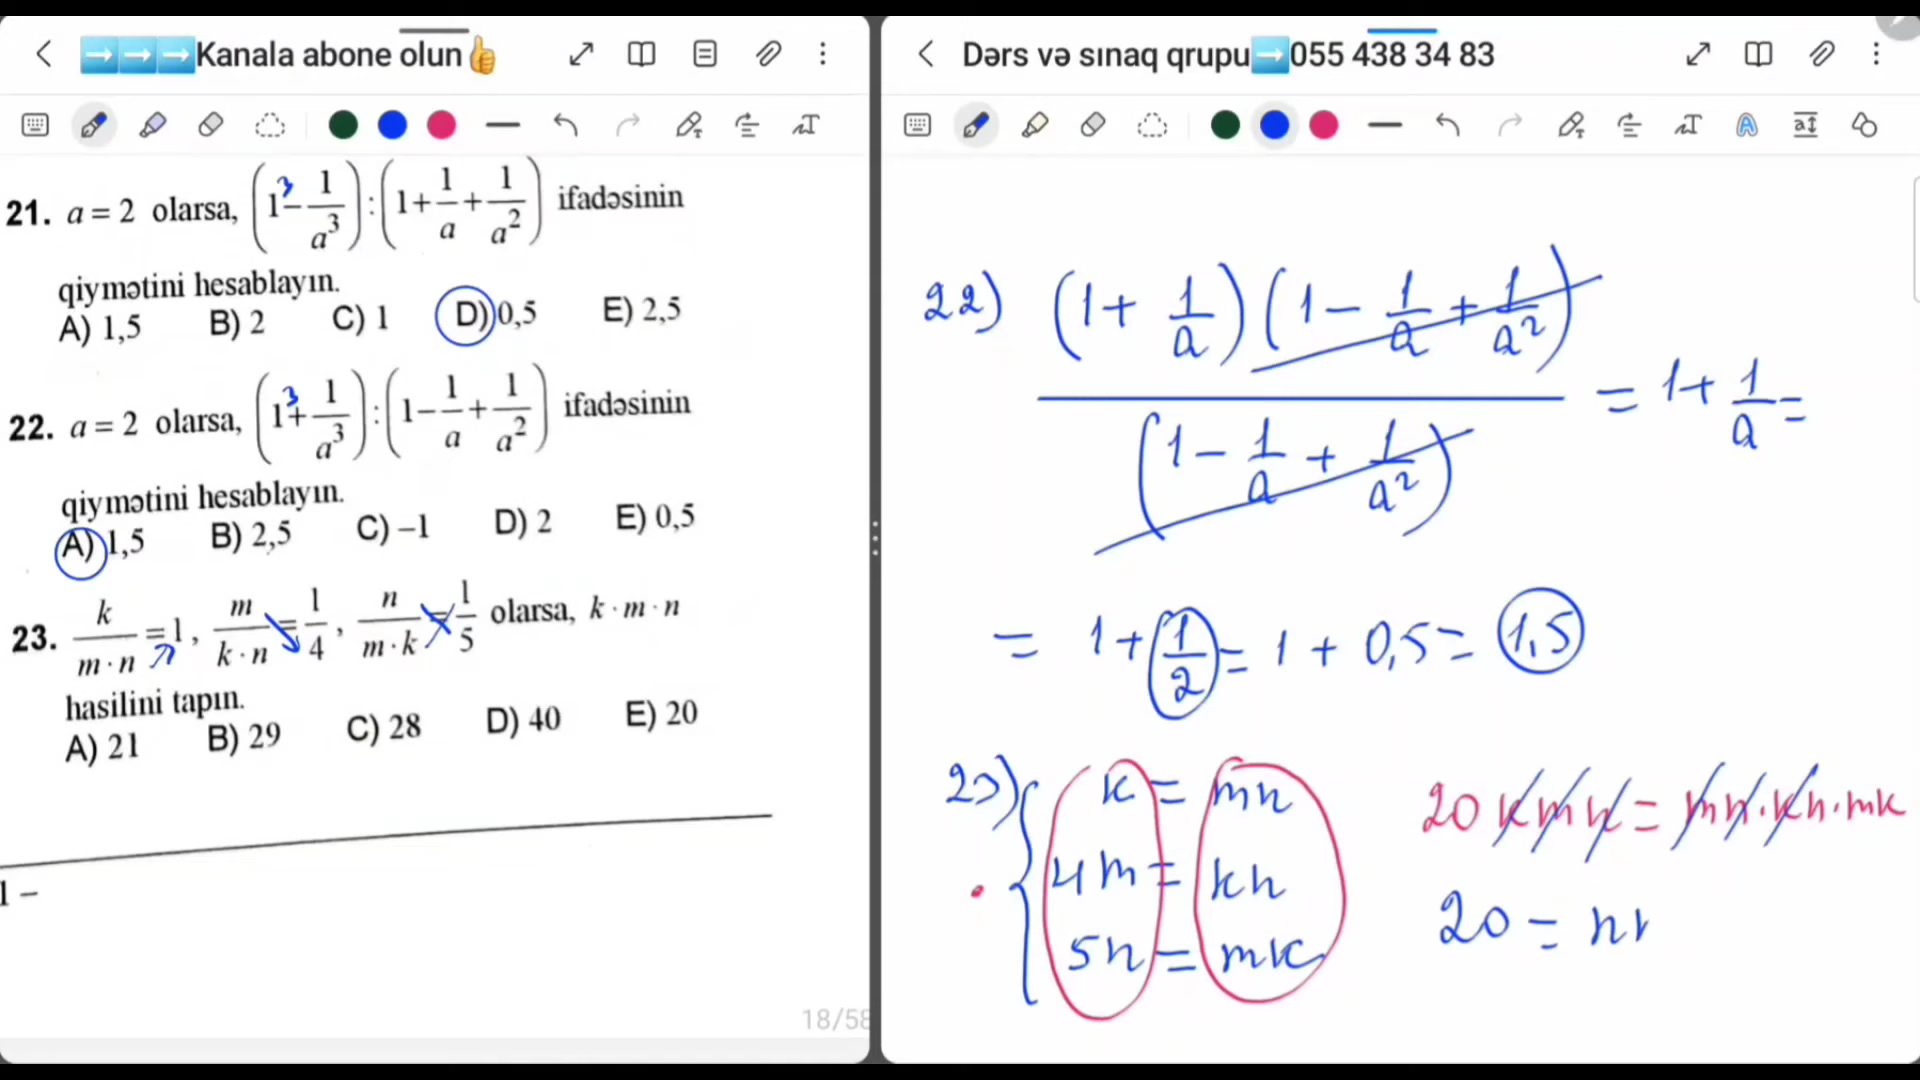 ➡️➡️➡️Kanala abone olun👍
21. a = 2 olarsa, (1³ − 1/a³) : (1 + 1/a + 1/a²) ifadəsinin
qiymətini hesablayın.
A) 1,5 B) 2 C) 1 D) 0,5 E) 2,5
22. a = 2 olarsa, (1³ + 1/a³) : (1 − 1/a + 1/a²) ifadəsinin
qiymətini hesablayın.
A) 1,5 B) 2,5 C) −1 D) 2 E) 0,5
23. k/(m · n) = 1, m/(k · n) = 1/4, n/(m · k) = 1/5 olarsa, k · m · n
hasilini tapın.
A) 21 B) 29 C) 28 D) 40 E) 20
1 −
18/58
Dərs və sınaq qrupu➡️055 438 34 83
22) (1 + 1/a)(1 − 1/a + 1/a²) / (1 − 1/a + 1/a²) = 1 + 1/a =
= 1 + 1/2 = 1 + 0,5 = 1,5
23) k = mn
4m = kn
5n = mk
20 kmn = mn·kn·mk
20 = nı